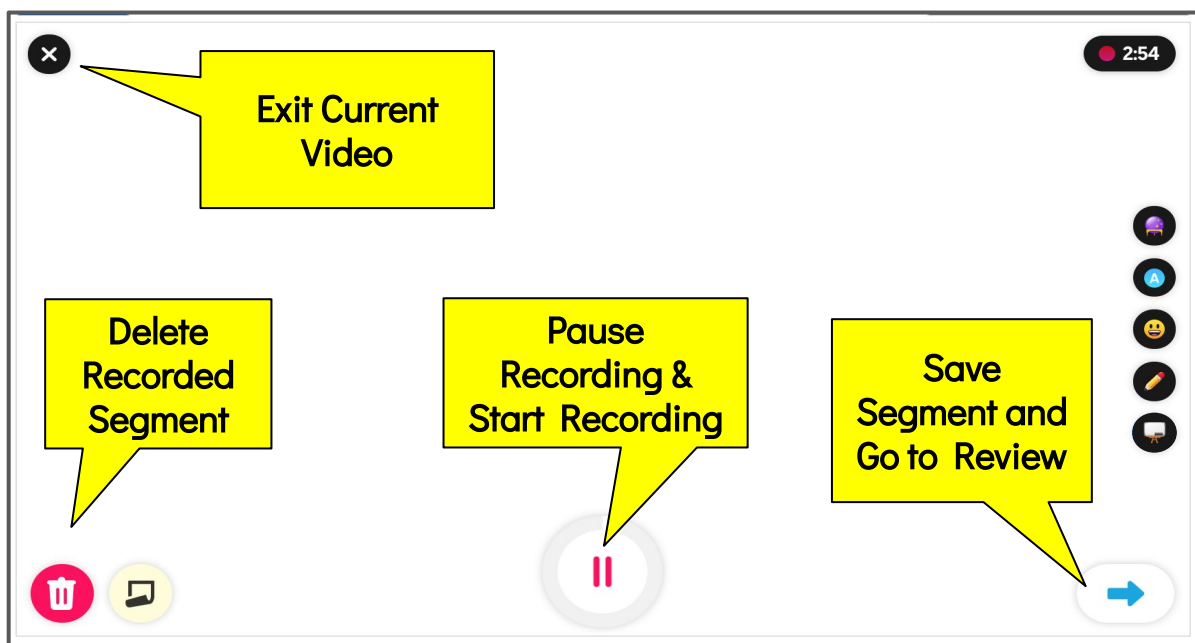 2:54
Exit Current
Video
Delete
Recorded
Segment
Pause
Recording &
Start Recording
Save
Segment and
Go to Review
A